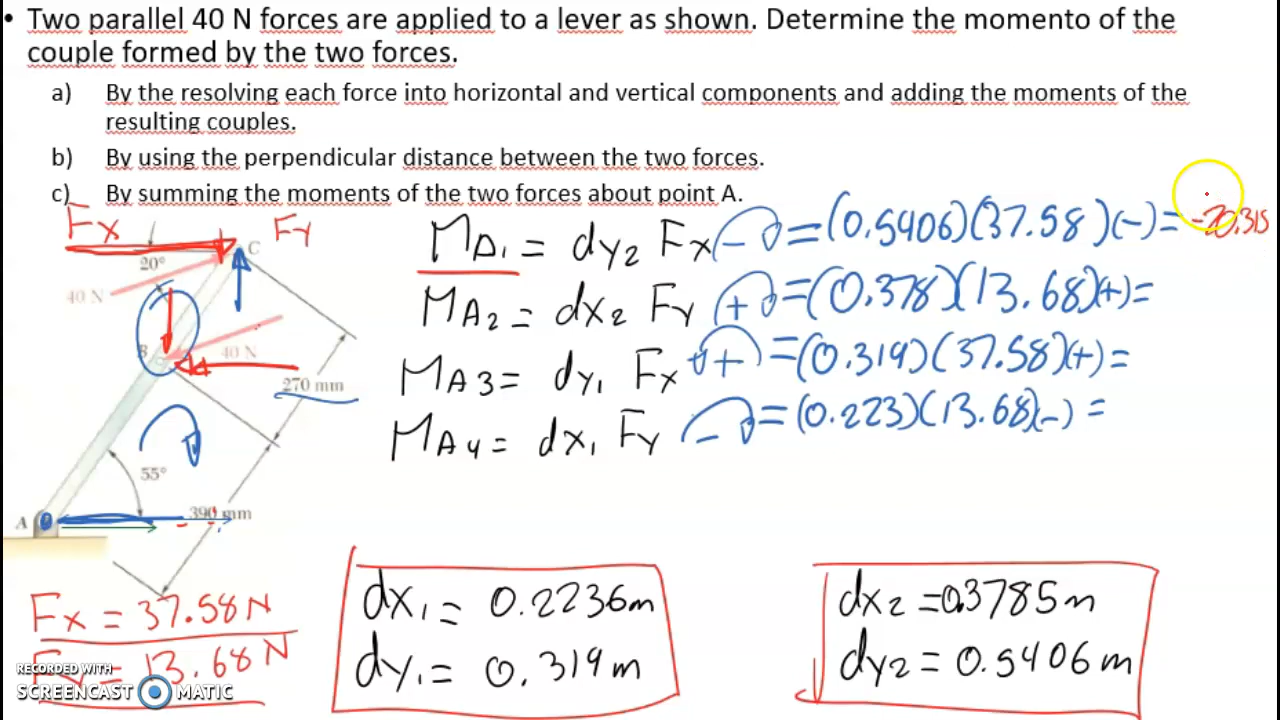 • Two parallel 40 N forces are applied to a lever as shown. Determine the momento of the
couple formed by the two forces.
a) By the resolving each force into horizontal and vertical components and adding the moments of the
resulting couples.
b) By using the perpendicular distance between the two forces.
c) By summing the moments of the two forces about point A.
Fx
Fy
C
20°
40 N
B
40 N
270 mm
55°
A
390 mm
MA1 = dy2 Fx - = (0.5406)(37.58)(-) = -20.315
MA2 = dx2 Fy + = (0.378)(13.68)(+) =
MA3 = dy1 Fx + = (0.319)(37.58)(+) =
MA4 = dx1 Fy - = (0.223)(13.68)(-) =
Fx = 37.58 N
Fy = 13.68 N
dx1 = 0.2236m
dy1 = 0.319m
dx2 = 0.3785m
dy2 = 0.5406m
RECORDED WITH
SCREENCAST MATIC